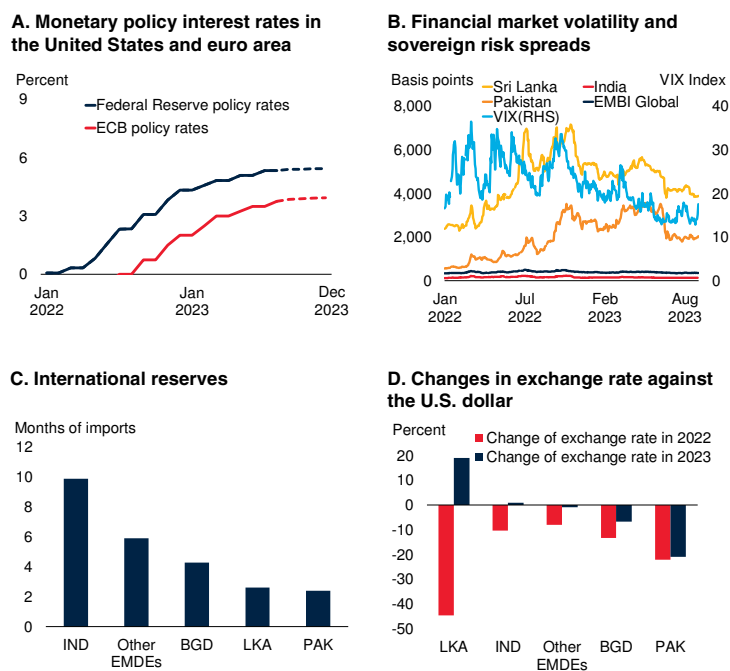 A. Monetary policy interest rates in
the United States and euro area
Percent
9
6
3
0
Federal Reserve policy rates
ECB policy rates
Jan
2022
Jan
2023
Dec
2023
B. Financial market volatility and
sovereign risk spreads
Basis points
VIX Index
Sri Lanka
India
Pakistan
EMBI Global
VIX(RHS)
8,000
6,000
4,000
2,000
0
40
30
20
10
0
Jan
2022
Jul
2022
Feb
2023
Aug
2023
C. International reserves
Months of imports
12
10
8
6
4
2
0
IND
Other
EMDEs
BGD
LKA
PAK
D. Changes in exchange rate against
the U.S. dollar
Percent
Change of exchange rate in 2022
Change of exchange rate in 2023
20
10
0
-10
-20
-30
-40
-50
LKA
IND
Other
EMDEs
BGD
PAK